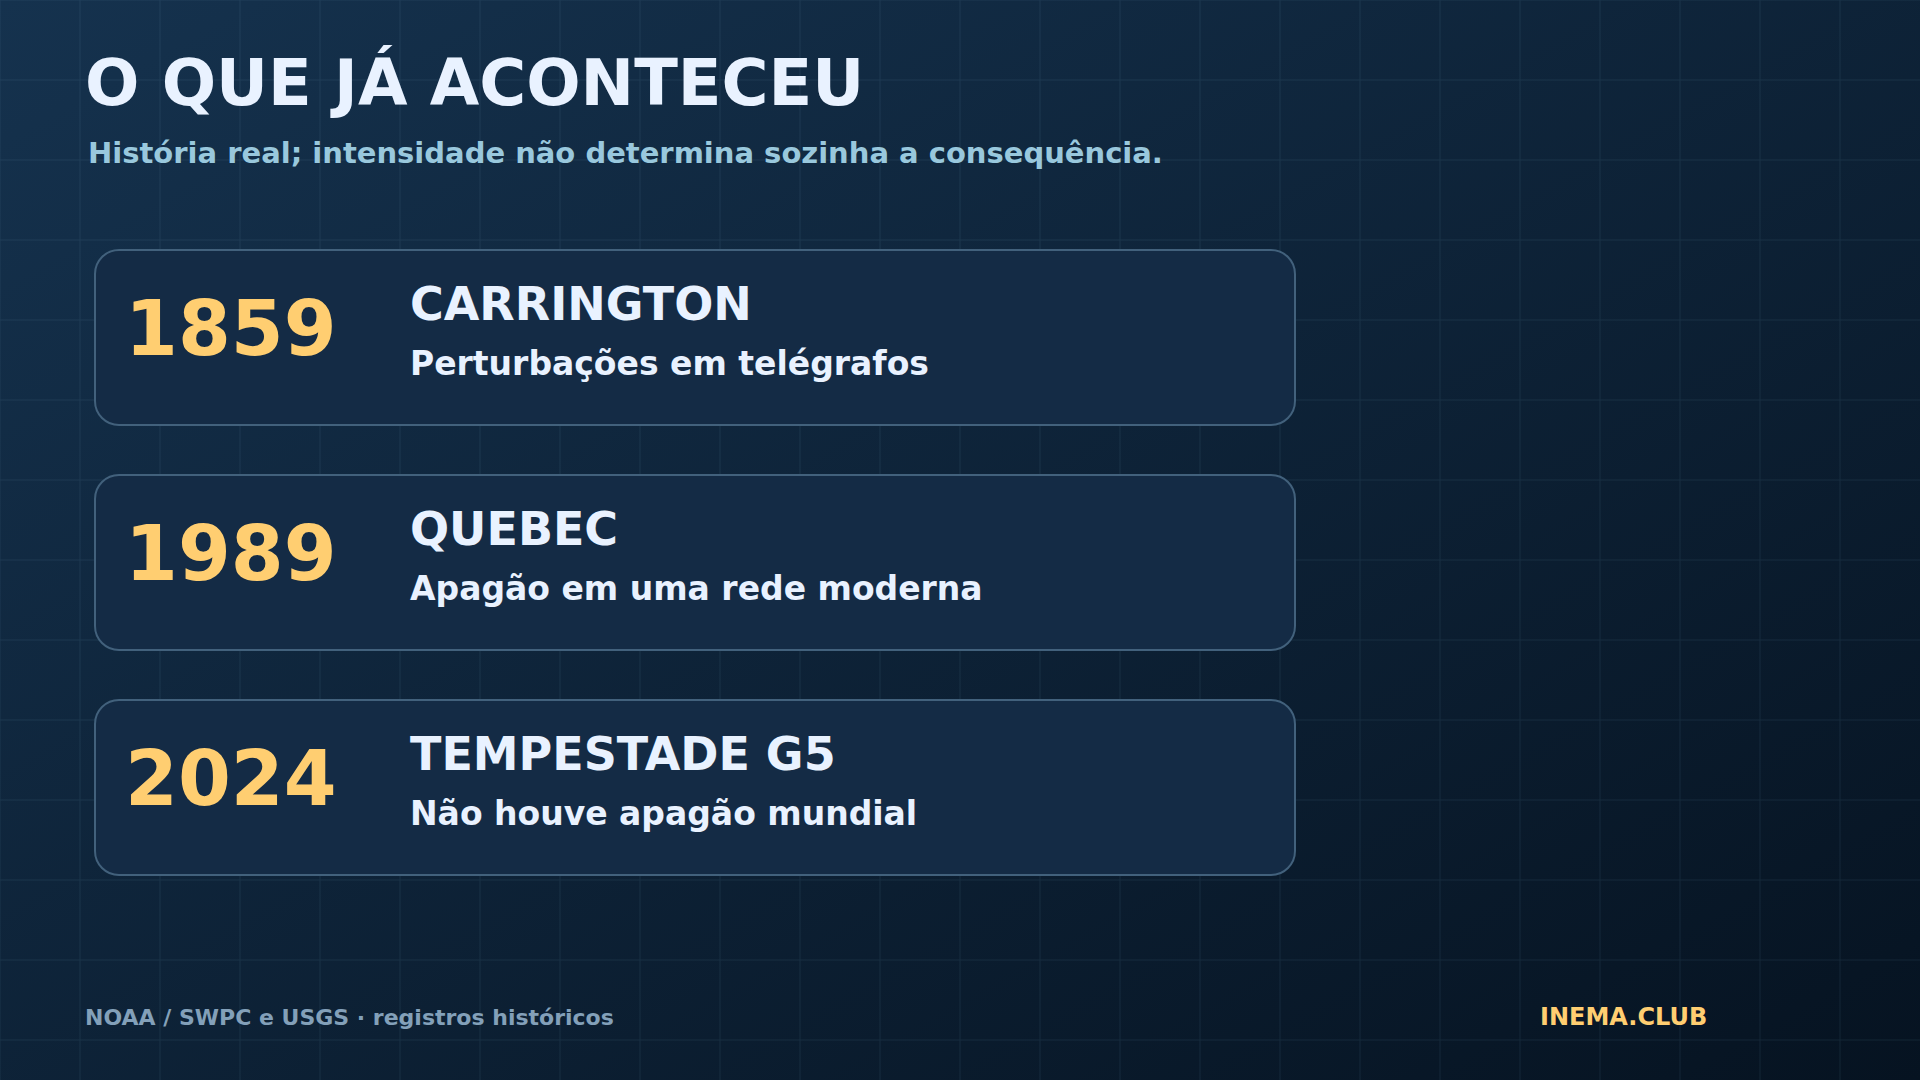 O QUE JÁ ACONTECEU
História real; intensidade não determina sozinha a consequência.
1859
CARRINGTON
Perturbações em telégrafos
1989
QUEBEC
Apagão em uma rede moderna
2024
TEMPESTADE G5
Não houve apagão mundial
NOAA / SWPC e USGS · registros históricos
INEMA.CLUB